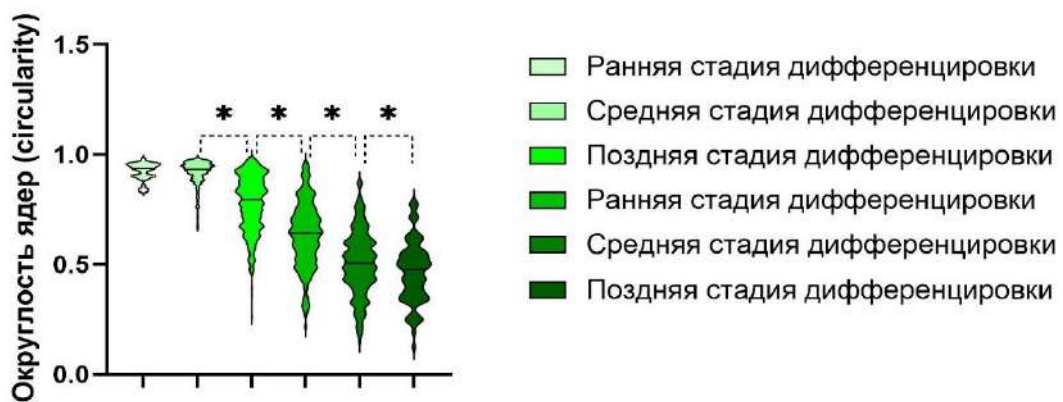 Округлость ядер (circularity)
1.5
1.0
0.5
0.0
* * * *
Ранняя стадия дифференцировки
Средняя стадия дифференцировки
Поздняя стадия дифференцировки
Ранняя стадия дифференцировки
Средняя стадия дифференцировки
Поздняя стадия дифференцировки